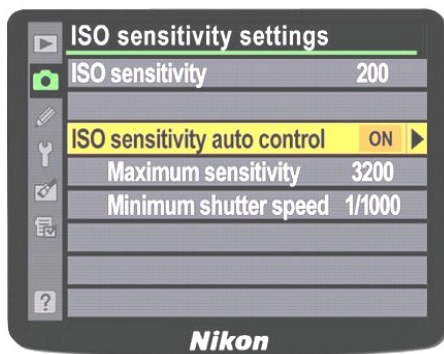 ISO sensitivity settings
ISO sensitivity 200
ISO sensitivity auto control ON
Maximum sensitivity 3200
Minimum shutter speed 1/1000
?
Nikon